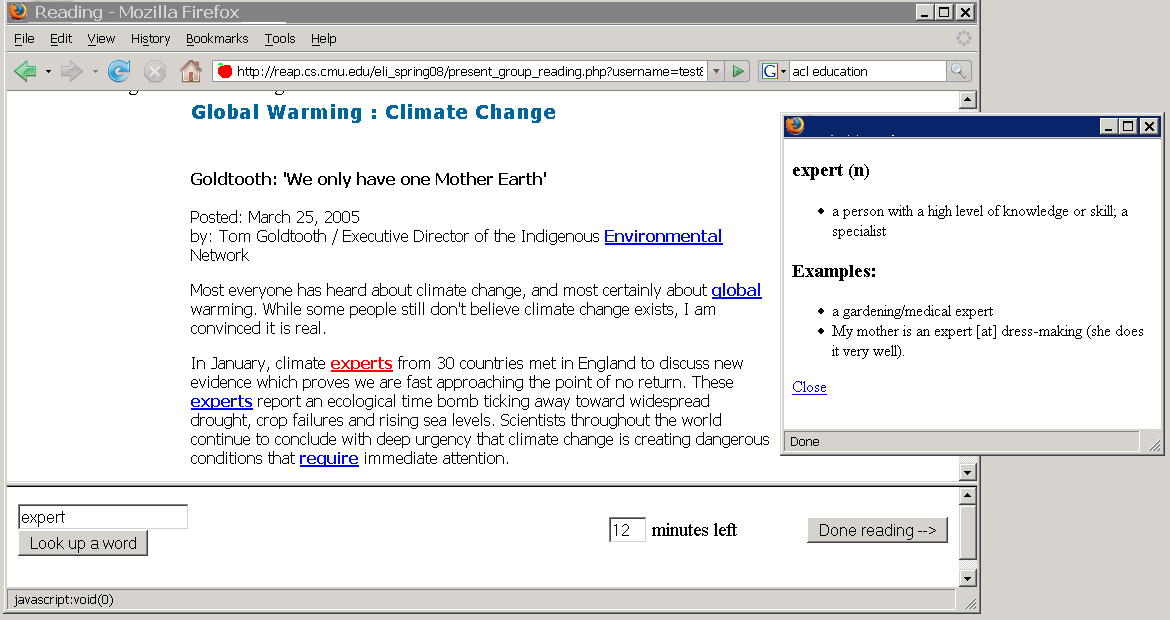 Reading - Mozilla Firefox
File Edit View History Bookmarks Tools Help
http://reap.cs.cmu.edu/eli_spring08/present_group_reading.php?username=test
G acl education
Global Warming : Climate Change
Goldtooth: 'We only have one Mother Earth'
Posted: March 25, 2005
by: Tom Goldtooth / Executive Director of the Indigenous Environmental
Network
Most everyone has heard about climate change, and most certainly about global
warming. While some people still don't believe climate change exists, I am
convinced it is real.
In January, climate experts from 30 countries met in England to discuss new
evidence which proves we are fast approaching the point of no return. These
experts report an ecological time bomb ticking away toward widespread
drought, crop failures and rising sea levels. Scientists throughout the world
continue to conclude with deep urgency that climate change is creating dangerous
conditions that require immediate attention.
expert (n)
a person with a high level of knowledge or skill; a
specialist
Examples:
a gardening/medical expert
My mother is an expert [at] dress-making (she does
it very well).
Close
Done
expert
Look up a word
12 minutes left
Done reading -->
javascript:void(0)